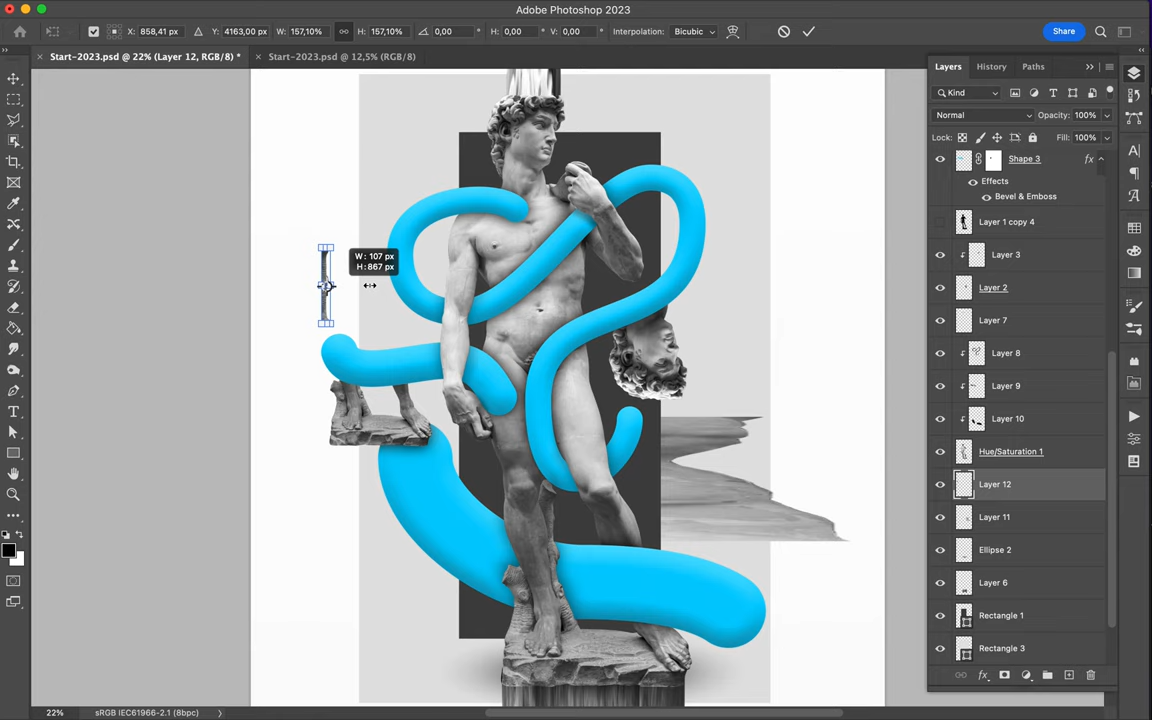 Adobe Photoshop 2023
X: 858,41 px
Y: 4163,00 px
W: 157,10%
H: 157,10%
0,00
H: 0,00
V: 0,00
Interpolation: Bicubic
Share
Start-2023.psd @ 22% (Layer 12, RGB/8) *
Start-2023.psd @ 12,5% (RGB/8)
Layers
History
Paths
Kind
Normal
Opacity: 100%
Lock:
Fill: 100%
Shape 3
fx
Effects
Bevel & Emboss
Layer 1 copy 4
Layer 3
Layer 2
Layer 7
Layer 8
Layer 9
Layer 10
Hue/Saturation 1
Layer 12
Layer 11
Ellipse 2
Layer 6
Rectangle 1
Rectangle 3
fx
W: 107 px
H: 867 px
22%
sRGB IEC61966-2.1 (8bpc)